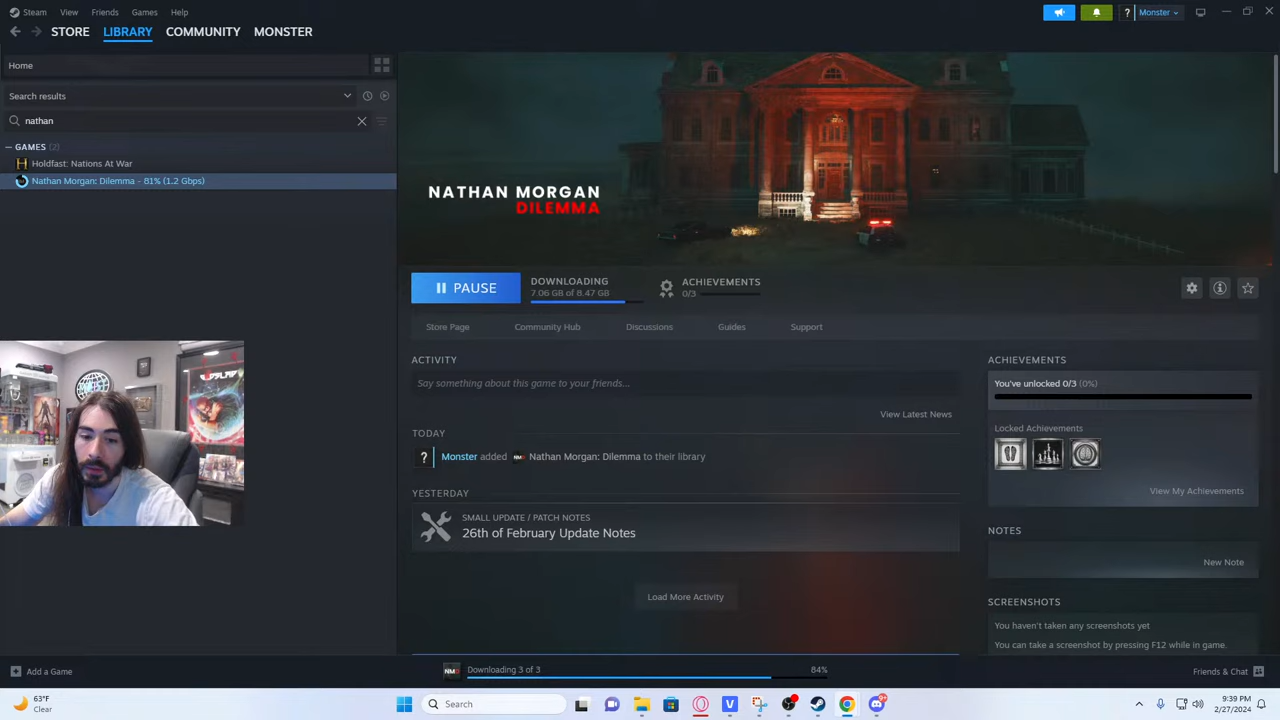 Steam View Friends Games Help
Monster
STORE LIBRARY COMMUNITY MONSTER
Home
Search results
nathan
GAMES (2)
Holdfast: Nations At War
Nathan Morgan: Dilemma - 81% (1.2 Gbps)
NATHAN MORGAN
DILEMMA
PAUSE
DOWNLOADING
7.06 GB of 8.47 GB
ACHIEVEMENTS
0/3
Store Page Community Hub Discussions Guides Support
ACTIVITY
Say something about this game to your friends...
View Latest News
TODAY
Monster added NM Nathan Morgan: Dilemma to their library
YESTERDAY
SMALL UPDATE / PATCH NOTES
26th of February Update Notes
Load More Activity
ACHIEVEMENTS
You've unlocked 0/3 (0%)
Locked Achievements
View My Achievements
NOTES
New Note
SCREENSHOTS
You haven't taken any screenshots yet
You can take a screenshot by pressing F12 while in game.
Add a Game
Downloading 3 of 3
84%
Friends & Chat
63°F
Clear
Search
9:39 PM
2/27/2024